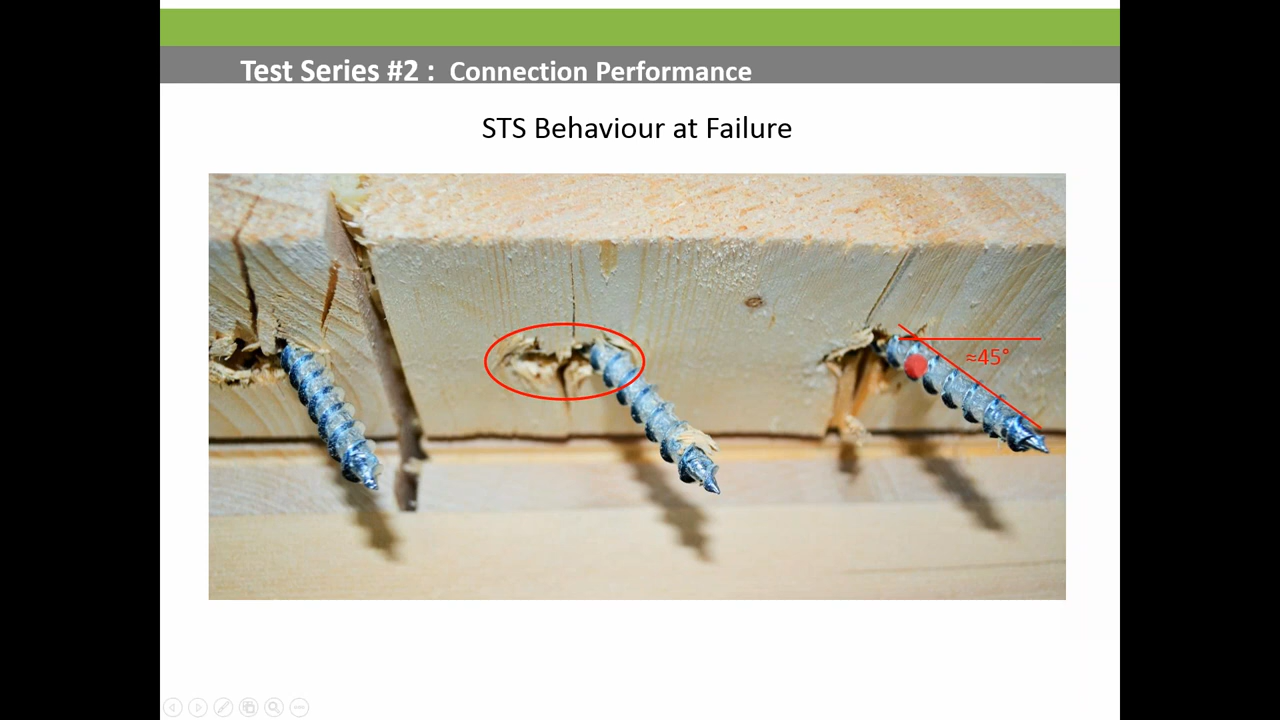 Test Series #2 : Connection Performance
STS Behaviour at Failure
≈45°